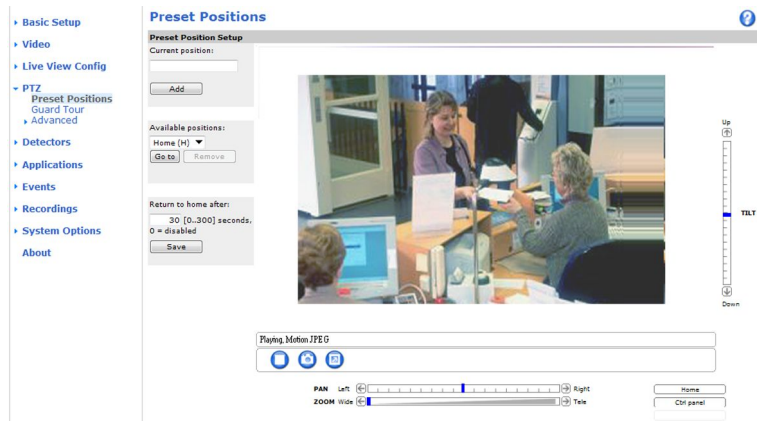 Basic Setup
Video
Live View Config
PTZ
Preset Positions
Guard Tour
Advanced
Detectors
Applications
Events
Recordings
System Options
About
Preset Positions
?
Preset Position Setup
Current position:
Add
Available positions:
Home (H)
Go to Remove
Return to home after:
30 [0..300] seconds,
0 = disabled
Save
Up
TILT
Down
Playing, Motion JPEG
PAN Left Right
ZOOM Wide Tele
Home
Ctrl panel